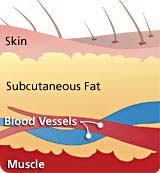 Skin
Subcutaneous Fat
Blood Vessels
Muscle